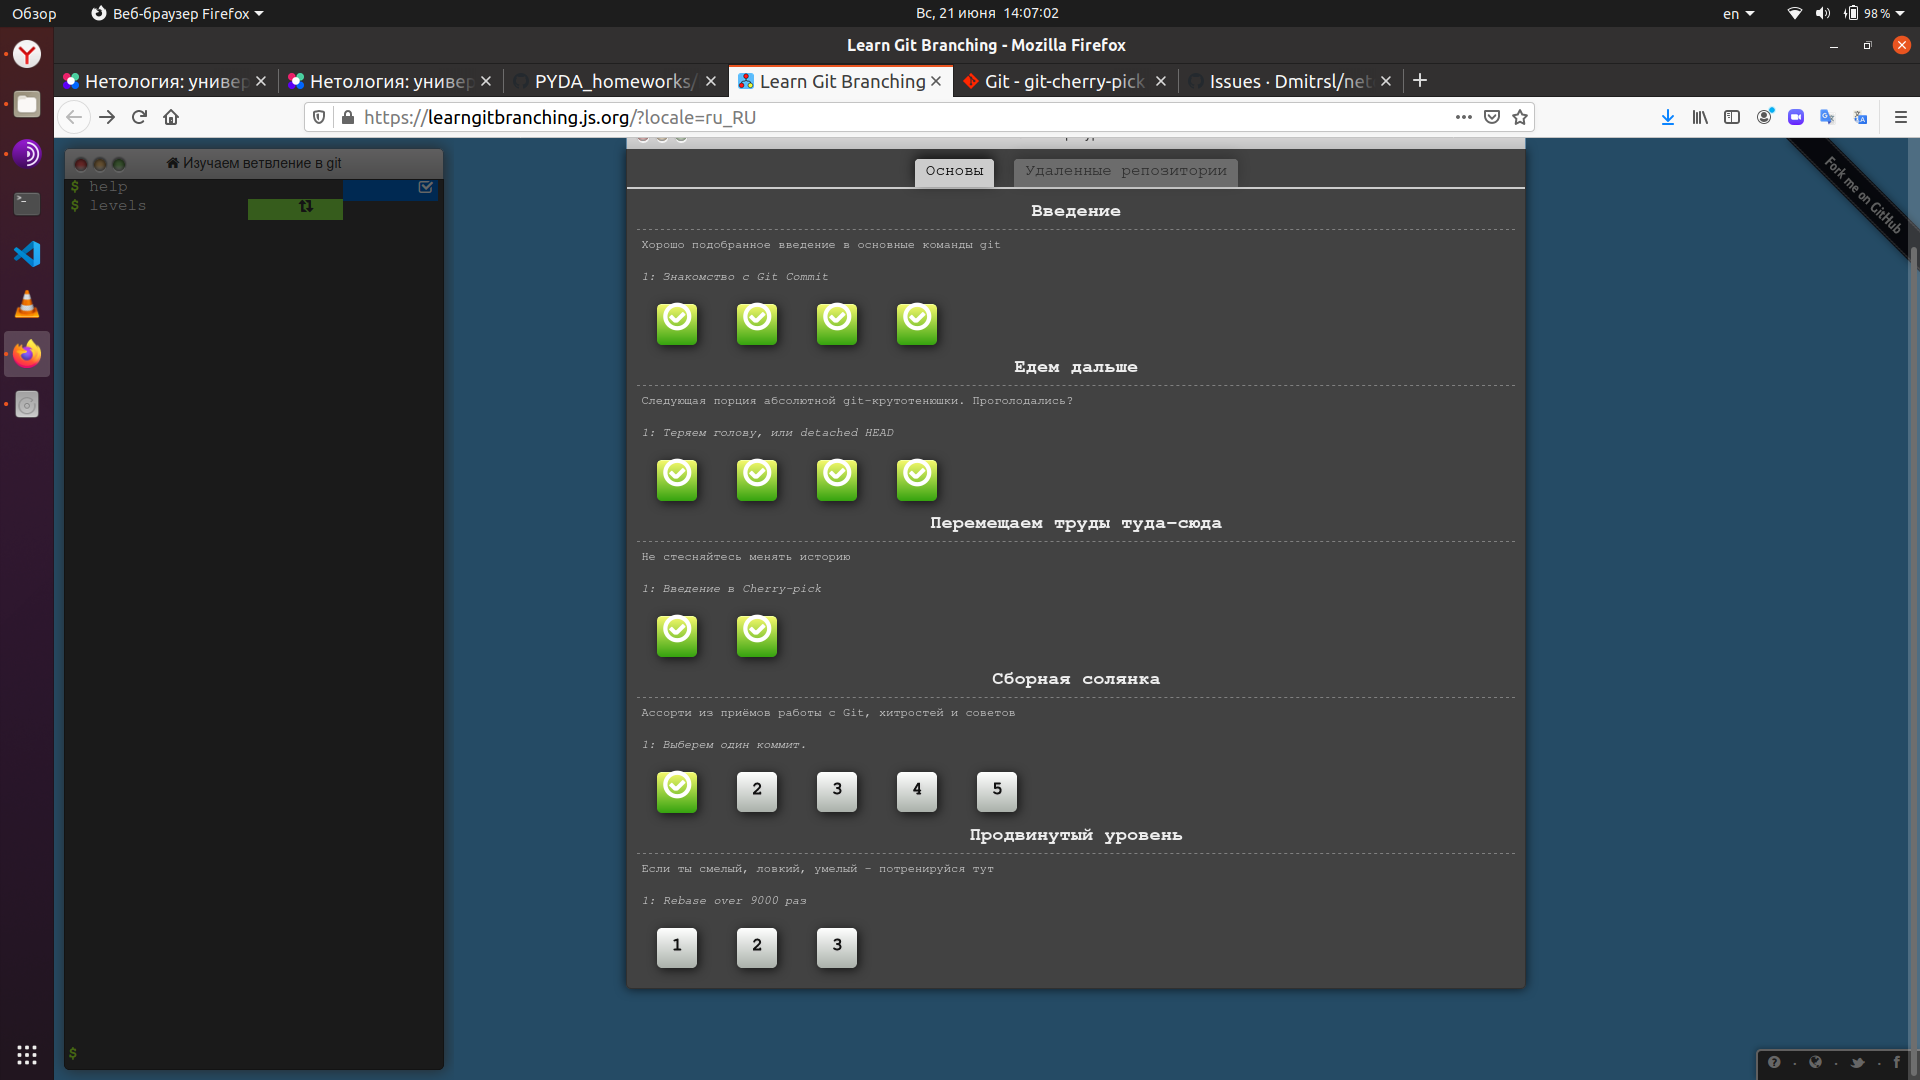 Обзор
Веб-браузер Firefox
Вс, 21 июня 14:07:02
en
98 %
Learn Git Branching - Mozilla Firefox
Нетология: универ
Нетология: универ
PYDA_homeworks/
Learn Git Branching
Git - git-cherry-pick
Issues · Dmitrsl/net
https://learngitbranching.js.org/?locale=ru_RU
Fork me on GitHub
Изучаем ветвление в git
$ help
$ levels
$
Основы
Удаленные репозитории
Введение
Хорошо подобранное введение в основные команды git
1: Знакомство с Git Commit
Едем дальше
Следующая порция абсолютной git-крутотенюшки. Проголодались?
1: Теряем голову, или detached HEAD
Перемещаем труды туда-сюда
Не стесняйтесь менять историю
1: Введение в Cherry-pick
Сборная солянка
Ассорти из приёмов работы с Git, хитростей и советов
1: Выберем один коммит.
2 3 4 5
Продвинутый уровень
Если ты смелый, ловкий, умелый - потренируйся тут
1: Rebase over 9000 раз
1 2 3